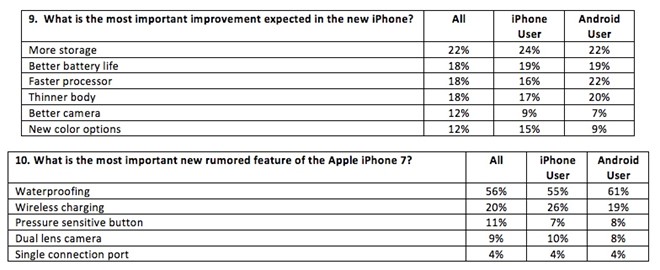 9. What is the most important improvement expected in the new iPhone? All iPhone User Android User
More storage 22% 24% 22%
Better battery life 18% 19% 19%
Faster processor 18% 16% 22%
Thinner body 18% 17% 20%
Better camera 12% 9% 7%
New color options 12% 15% 9%
10. What is the most important new rumored feature of the Apple iPhone 7? All iPhone User Android User
Waterproofing 56% 55% 61%
Wireless charging 20% 26% 19%
Pressure sensitive button 11% 7% 8%
Dual lens camera 9% 10% 8%
Single connection port 4% 4% 4%